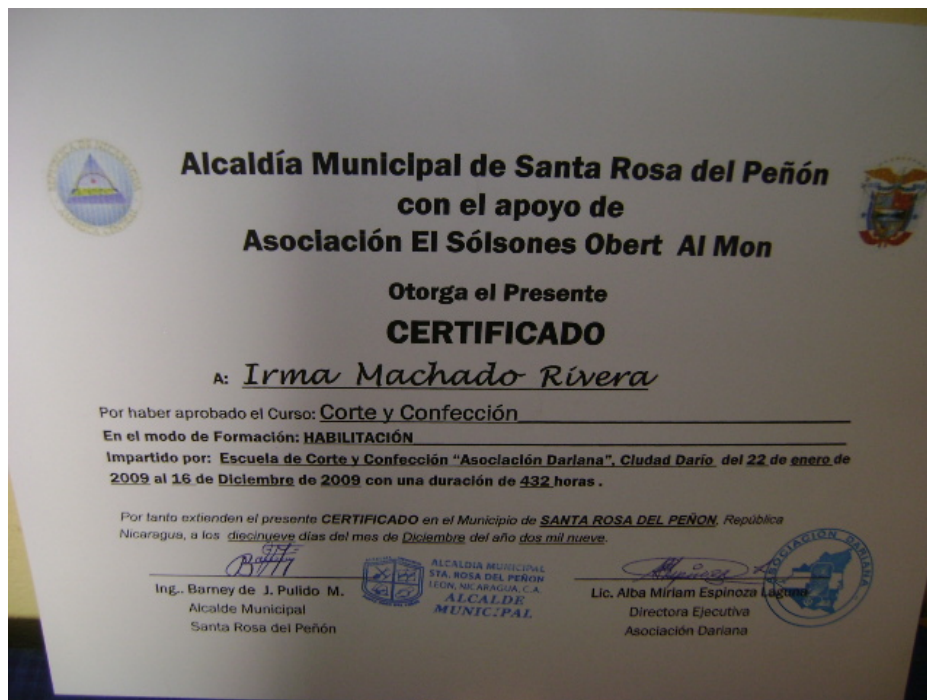 Alcaldía Municipal de Santa Rosa del Peñón
con el apoyo de
Asociación El Sólsones Obert Al Mon
Otorga el Presente
CERTIFICADO
A: Irma Machado Rivera
Por haber aprobado el Curso: Corte y Confección
En el modo de Formación: HABILITACIÓN
Impartido por: Escuela de Corte y Confección "Asociación Dariana", Ciudad Darío del 22 de enero de
2009 al 16 de Diciembre de 2009 con una duración de 432 horas .
Por tanto extienden el presente CERTIFICADO en el Municipio de SANTA ROSA DEL PEÑON, República
Nicaragua, a los diecinueve días del mes de Diciembre del año dos mil nueve.
ALCALDIA MUNICIPAL
STA. ROSA DEL PEÑON
LEON, NICARAGUA, C.A.
ALCALDE
MUNICIPAL
ASOCIACIÓN DARIANA
Ing.. Barney de J. Pulido M.
Alcalde Municipal
Santa Rosa del Peñón
Lic. Alba Míriam Espinoza Laguna
Directora Ejecutiva
Asociación Dariana